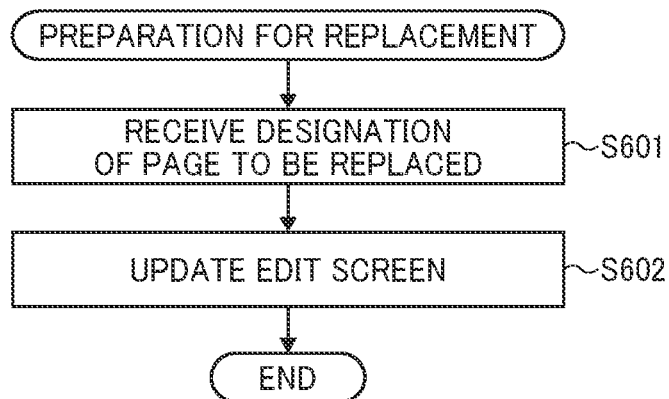 PREPARATION FOR REPLACEMENT
RECEIVE DESIGNATION
OF PAGE TO BE REPLACED
S601
UPDATE EDIT SCREEN
S602
END